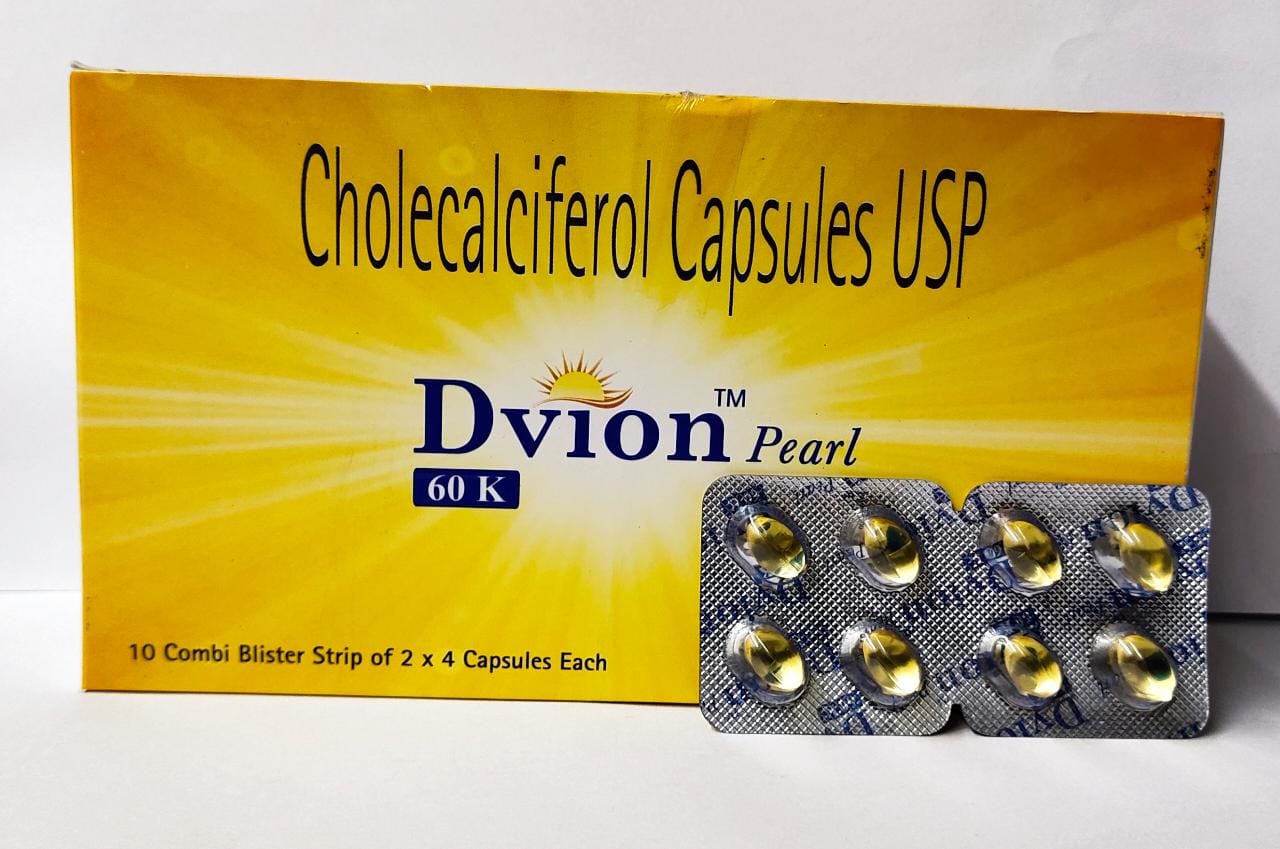 Cholecalciferol Capsules USP
Dvion™ Pearl
60 K
10 Combi Blister Strip of 2 x 4 Capsules Each